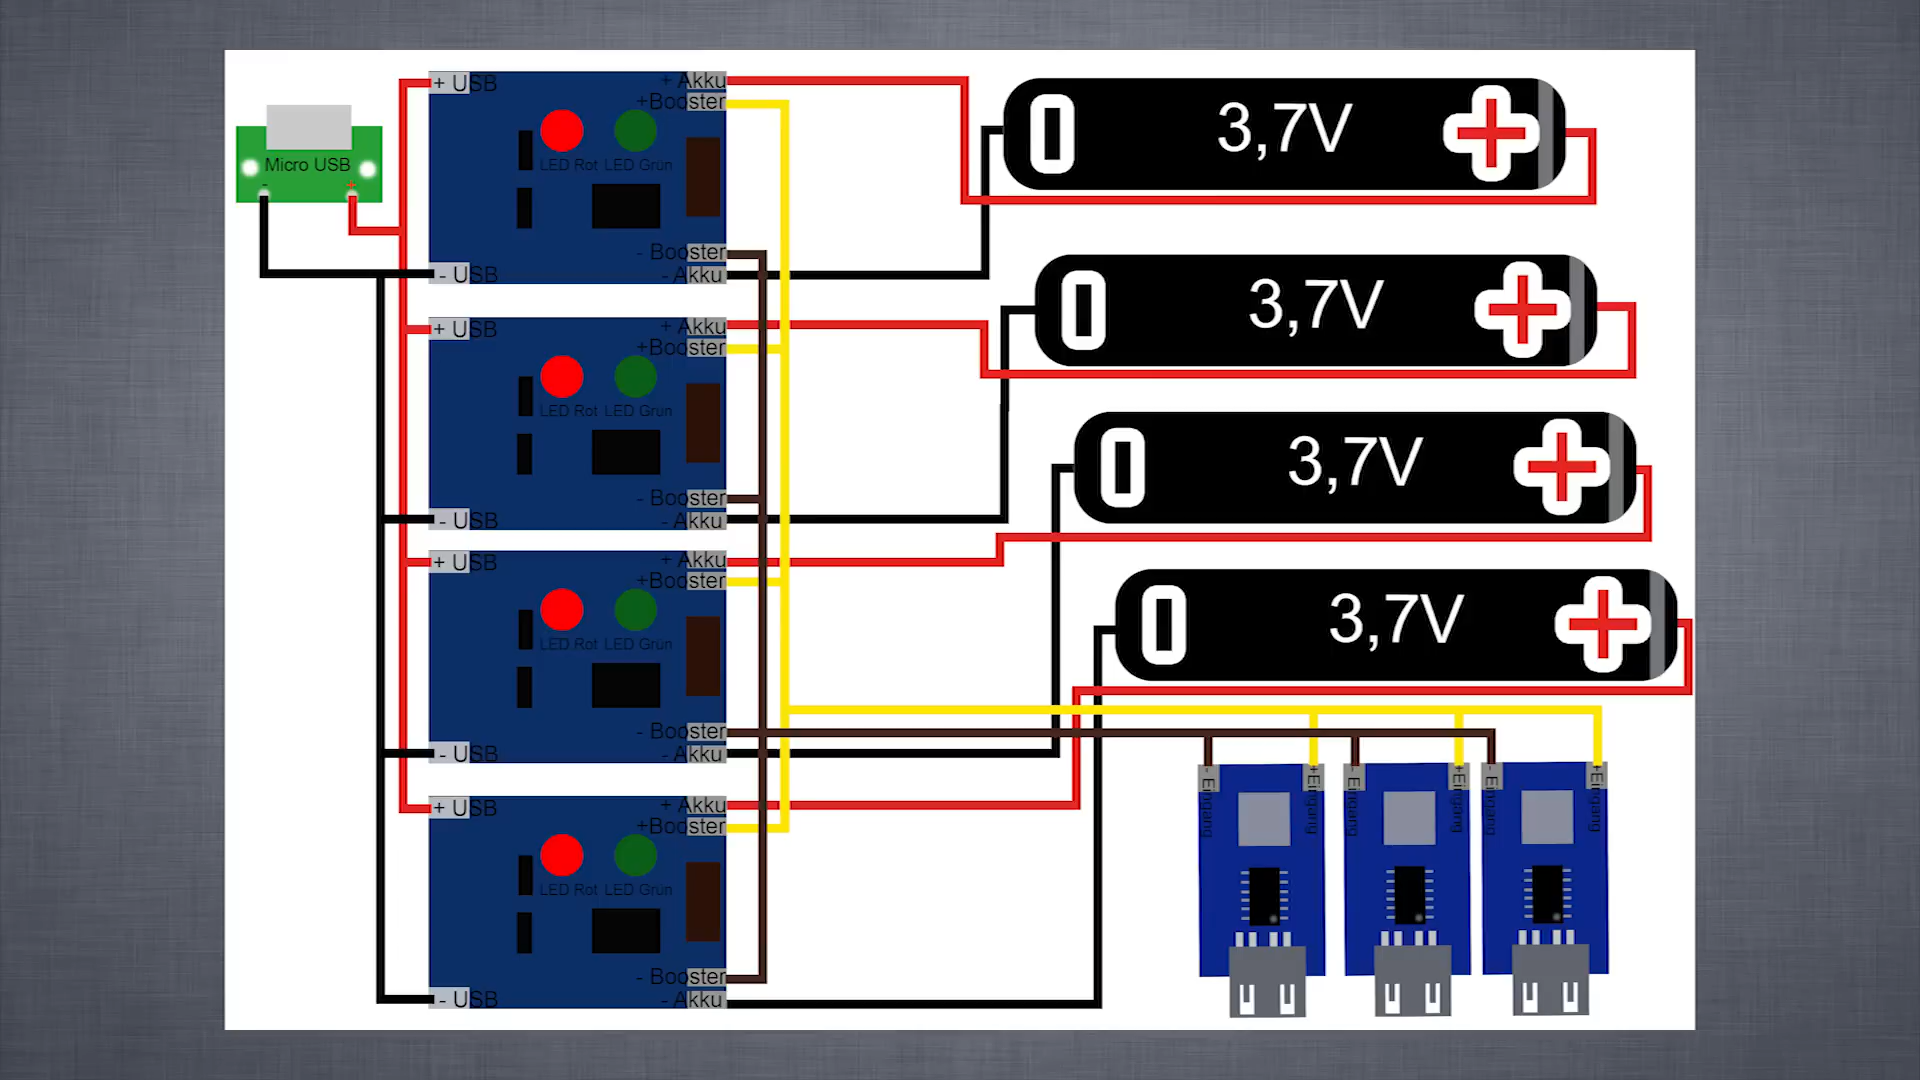 Micro USB
- +
+ USB
+ Akku
+Booster
LED Rot LED Grün
- Booster
- USB
- Akku
+ USB
+ Akku
+Booster
LED Rot LED Grün
- Booster
- USB
- Akku
+ USB
+ Akku
+Booster
LED Rot LED Grün
- Booster
- USB
- Akku
+ USB
+ Akku
+Booster
LED Rot LED Grün
- Booster
- USB
- Akku
3,7V
3,7V
3,7V
3,7V
- Eingang
+Eingang
- Eingang
+Eingang
- Eingang
+Eingang